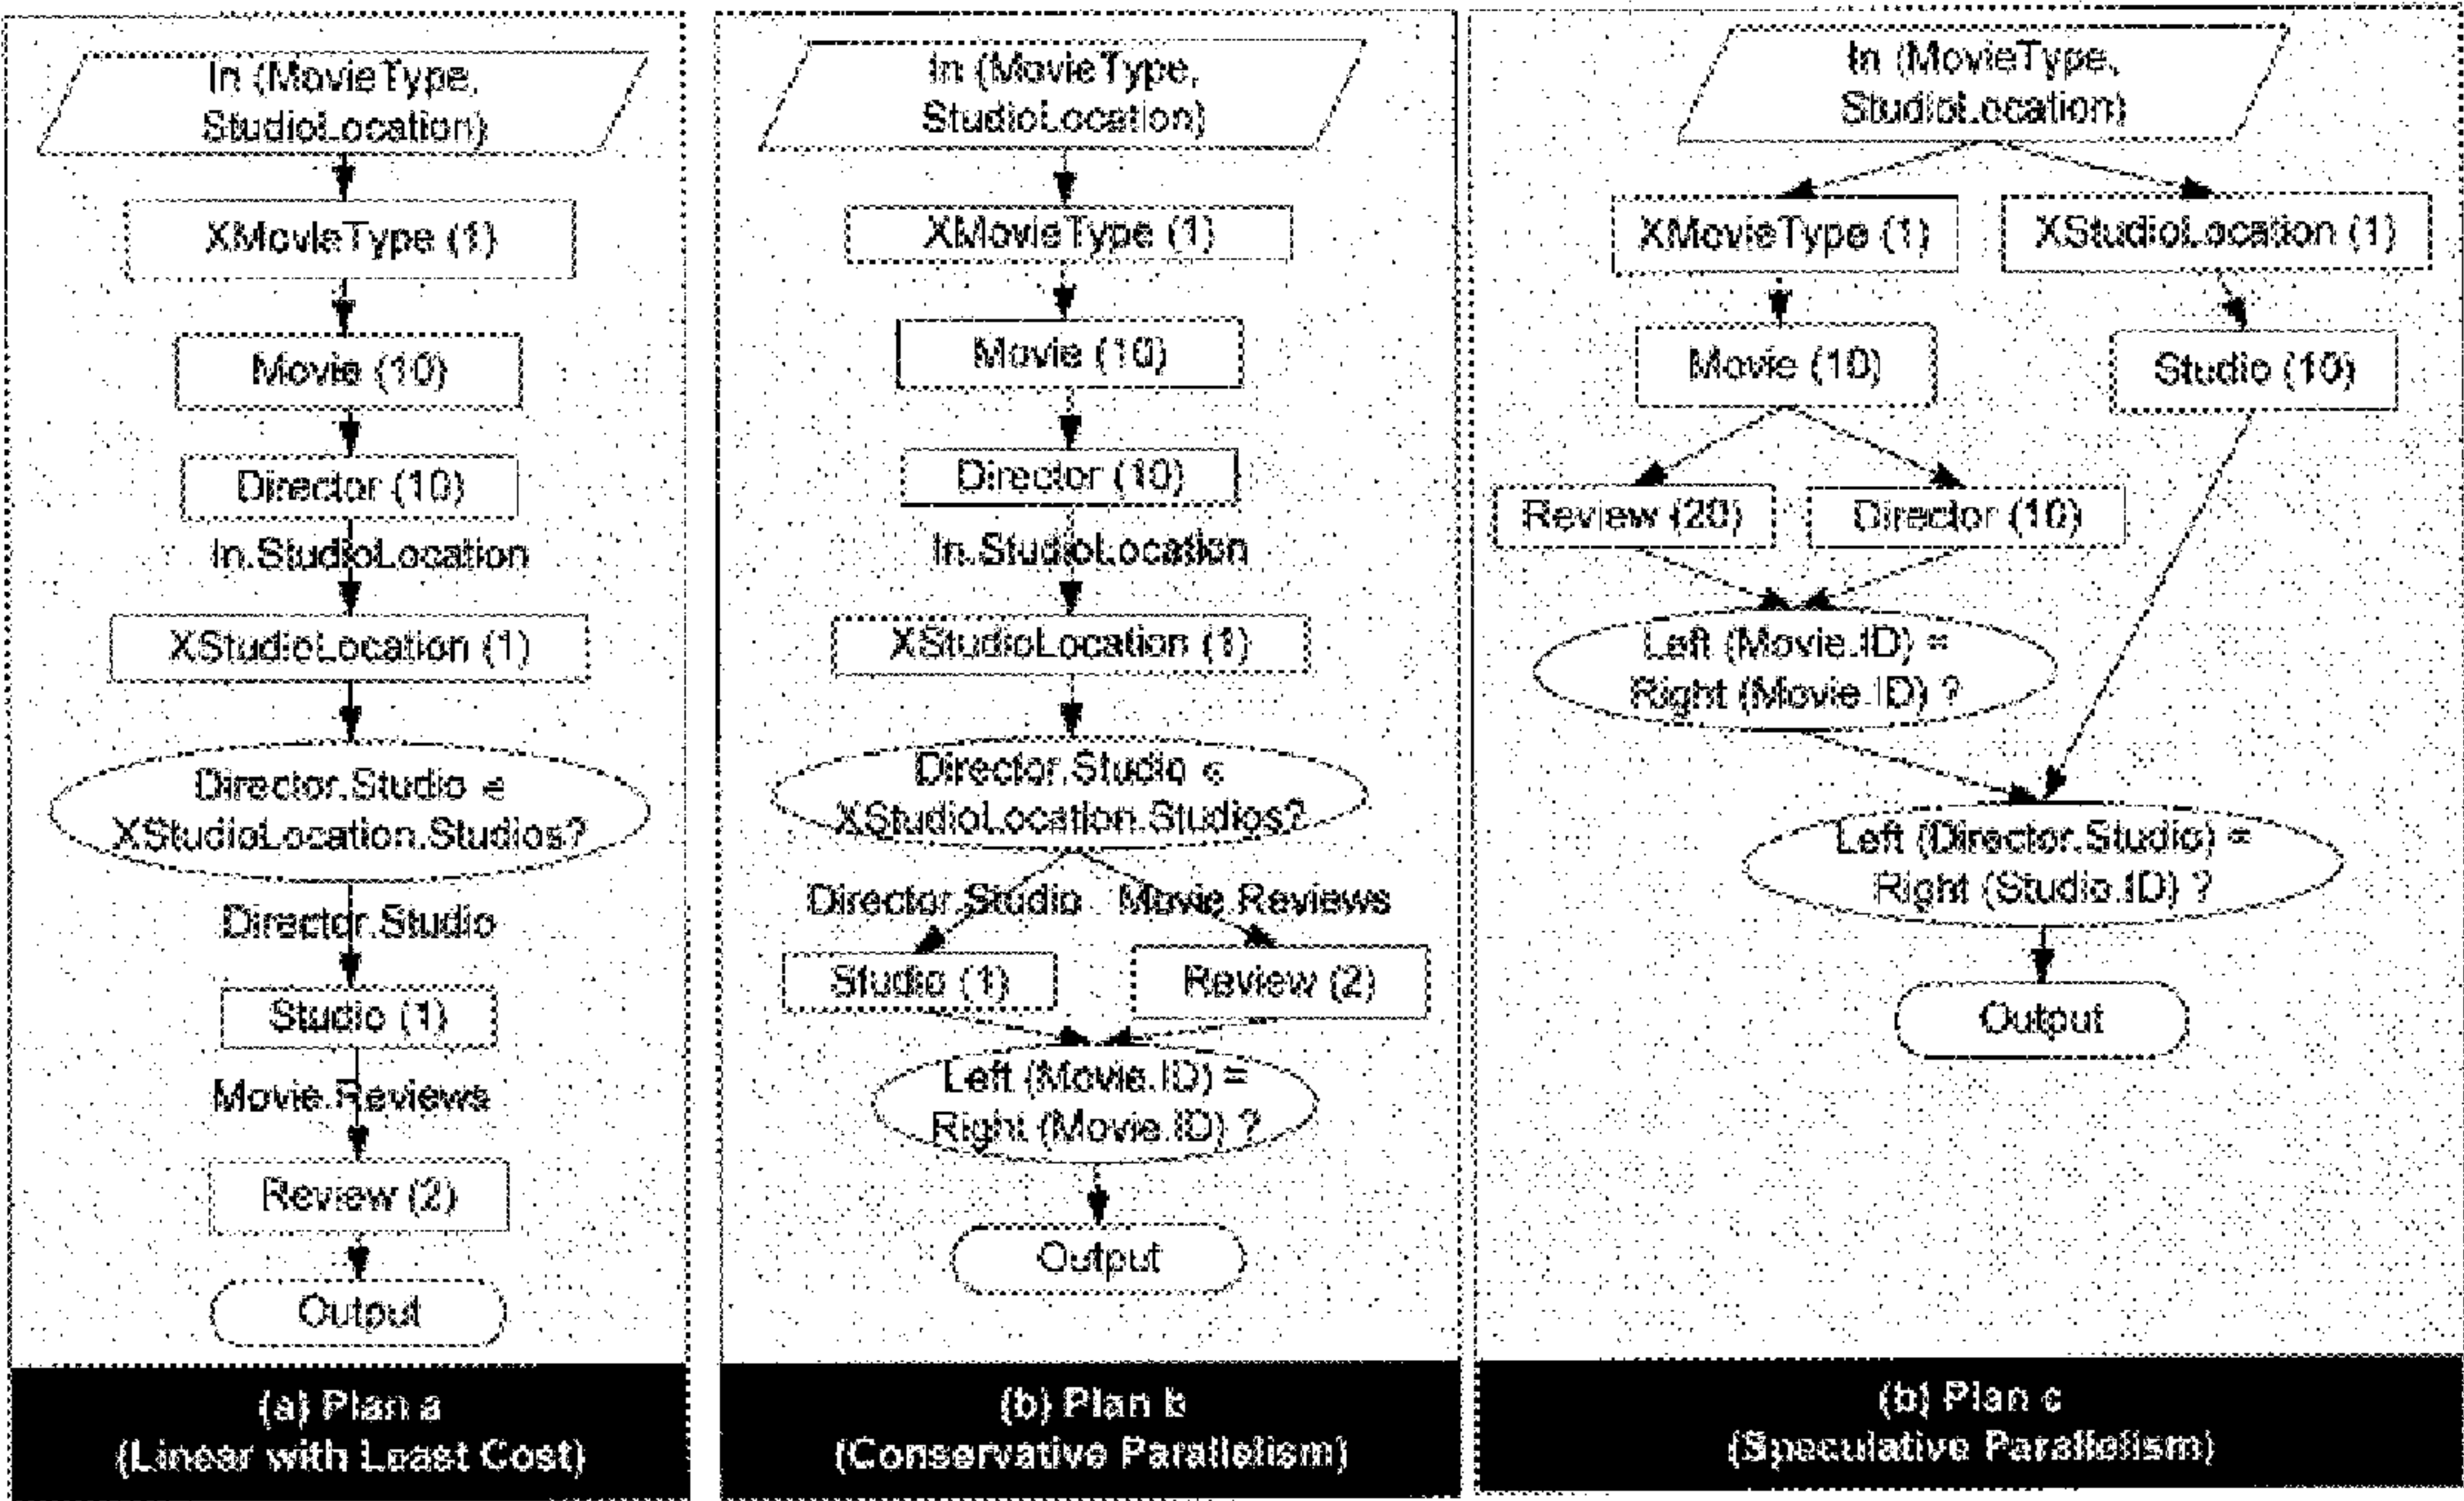 In (MovieType,
StudioLocation)
XMovieType (1)
Movie (10)
Director (10)
In.StudioLocation
XStudioLocation (1)
Director.Studio ∈
XStudioLocation.Studios?
Director.Studio
Studio (1)
Movie.Reviews
Review (2)
Output
(a) Plan a
(Linear with Least Cost)
In (MovieType,
StudioLocation)
XMovieType (1)
Movie (10)
Director (10)
In.StudioLocation
XStudioLocation (1)
Director.Studio ∈
XStudioLocation.Studios?
Director.Studio Movie.Reviews
Studio (1) Review (2)
Left (Movie.ID) =
Right (Movie.ID) ?
Output
(b) Plan b
(Conservative Parallelism)
In (MovieType,
StudioLocation)
XMovieType (1) XStudioLocation (1)
Movie (10) Studio (10)
Review (20) Director (10)
Left (Movie.ID) =
Right (Movie.ID) ?
Left (Director.Studio) =
Right (Studio.ID) ?
Output
(b) Plan c
(Speculative Parallelism)